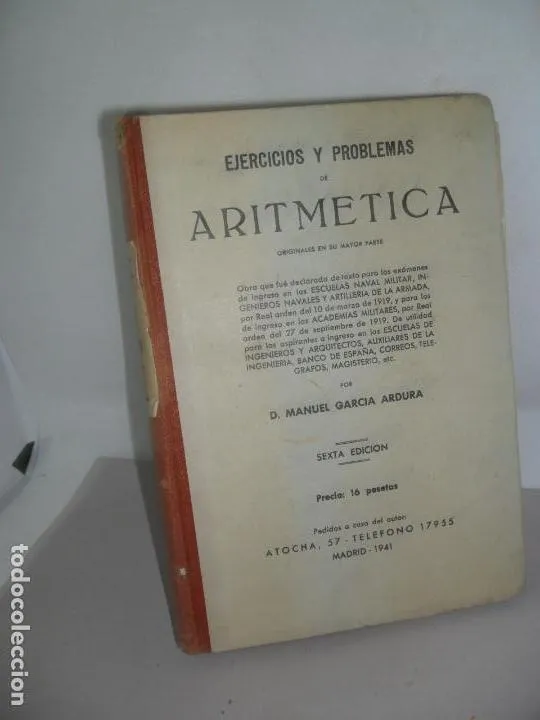 EJERCICIOS Y PROBLEMAS
DE
ARITMETICA
ORIGINALES EN SU MAYOR PARTE
Obra que fué declarada de texto para los exámenes
de ingreso en las ESCUELAS NAVAL MILITAR, IN-
GENIEROS NAVALES Y ARTILLERIA DE LA ARMADA,
por Real orden del 10 de marzo de 1919, y para los
de ingreso en las ACADEMIAS MILITARES, por Real
orden del 27 de septiembre de 1919. De utilidad
para los aspirantes a ingreso en las ESCUELAS DE
INGENIEROS Y ARQUITECTOS, AUXILIARES DE LA
INGENIERIA, BANCO DE ESPAÑA, CORREOS, TELE-
GRAFOS, MAGISTERIO, etc.
POR
D. MANUEL GARCIA ARDURA
SEXTA EDICION
Precio: 16 pesetas
Pedidos a casa del autor:
ATOCHA, 57 - TELEFONO 17955
MADRID - 1941
todocoleccion